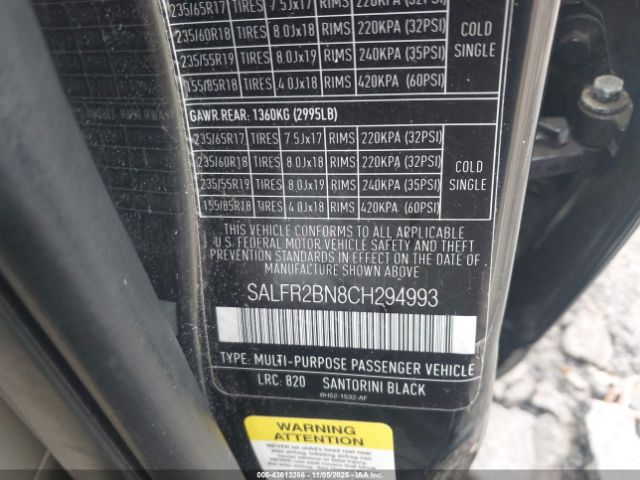 235/65R17 TIRES 7.5Jx17 RIMS 220KPA (32PSI)
235/60R18 TIRES 8.0Jx18 RIMS 220KPA (32PSI)
235/55R19 TIRES 8.0Jx19 RIMS 240KPA (35PSI)
155/85R18 TIRES 4.0Jx18 RIMS 420KPA (60PSI)
COLD
SINGLE
GAWR REAR: 1360KG (2995LB)
235/65R17 TIRES 7.5Jx17 RIMS 220KPA (32PSI)
235/60R18 TIRES 8.0Jx18 RIMS 220KPA (32PSI)
235/55R19 TIRES 8.0Jx19 RIMS 240KPA (35PSI)
155/85R18 TIRES 4.0Jx18 RIMS 420KPA (60PSI)
COLD
SINGLE
THIS VEHICLE CONFORMS TO ALL APPLICABLE
U.S. FEDERAL MOTOR VEHICLE SAFETY AND THEFT
PREVENTION STANDARDS IN EFFECT ON THE
DATE OF MANUFACTURE SHOWN ABOVE
SALFR2BN8CH294993
TYPE: MULTI-PURPOSE PASSENGER VEHICLE
LRC: 820 SANTORINI BLACK
6H52-1532-AF
WARNING
ATTENTION
© IAA 43613286 - 11/05/2025 - IAAI.COM